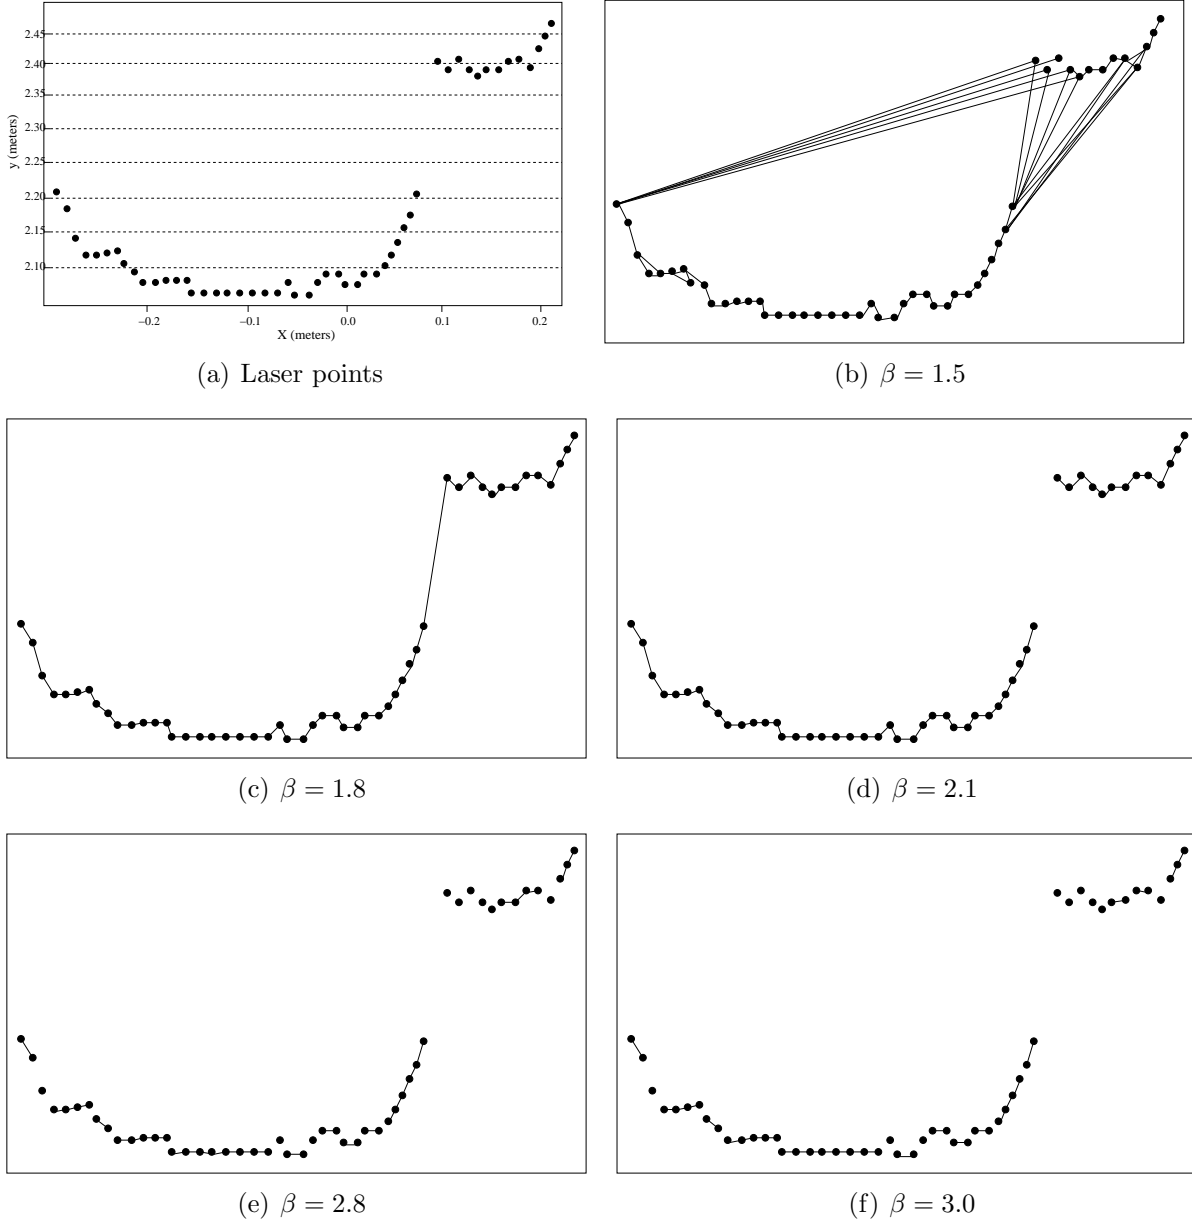 2.45
2.40
2.35
2.30
2.25
2.20
2.15
2.10
y (meters)
−0.2 −0.1 0.0 0.1 0.2
X (meters)
(a) Laser points
(b) β = 1.5
(c) β = 1.8
(d) β = 2.1
(e) β = 2.8
(f) β = 3.0